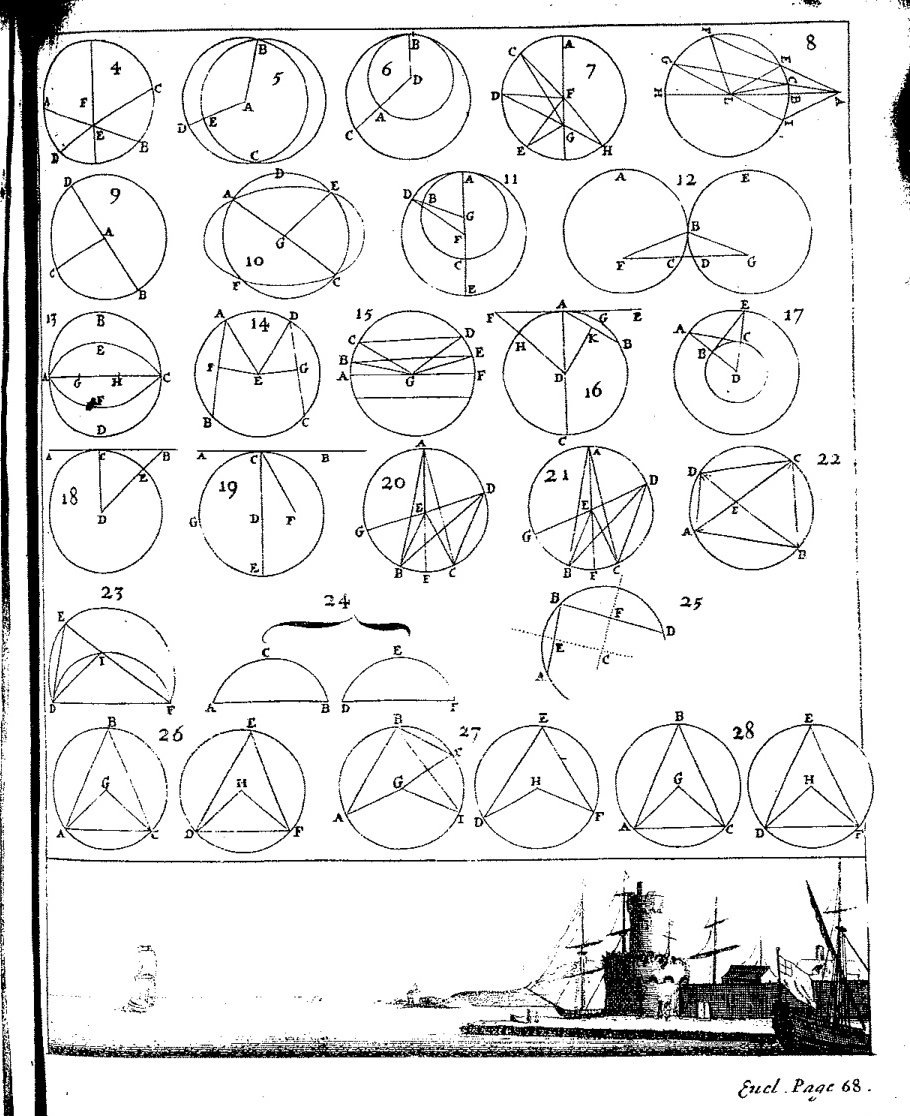 4 5 6 7 8
A F C E D B
B A D E C
B D A C
A C D F G E H
F G E C H L B A I
9 10 11 12
D A C B
D A E G F C
A D B G F C E
A E B F C D G
13 14 15 16 17
B E A G H C F D
A D F E G B C
C D B E A G F
F A G E H K B D C
E A C B D
18 19 20 21 22
A C B E D
A C B G D F E
A D E G B F C
A D E G B F C
D C E A B
23 24 25
E I D F
C E A B D F
B F D E C A
26 27 28
B E G H A C D F
B E C G H A I D F
B E G H A C D F
Eucl. Page 68.